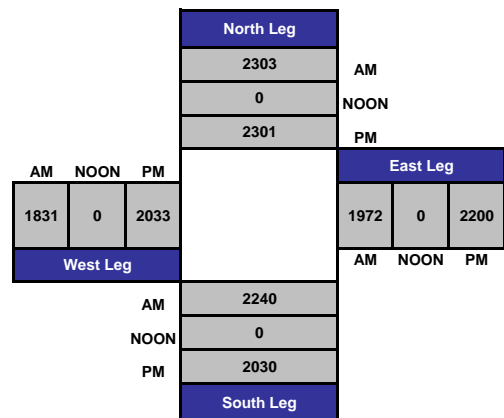 North Leg
2303 AM
0 NOON
2301 PM
AM NOON PM
East Leg
1831 0 2033
1972 0 2200
West Leg
AM NOON PM
AM 2240
NOON 0
PM 2030
South Leg